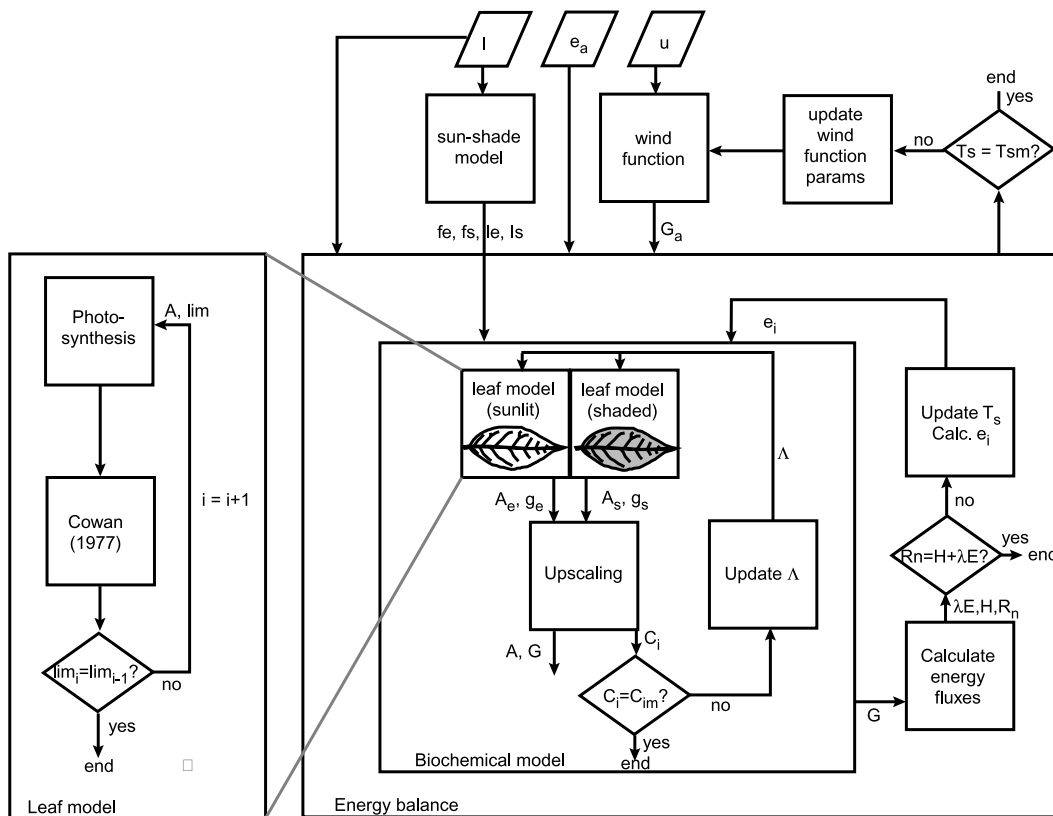 I
e_a
u
sun-shade
model
wind
function
update
wind
function
params
no
Ts = Tsm?
end
yes
fe, fs, Ie, Is
G_a
Photo-
synthesis
A, lim
Cowan
(1977)
i = i+1
lim_i=lim_i-1?
no
yes
end
Leaf model
e_i
leaf model
(sunlit)
leaf model
(shaded)
A_e, g_e
A_s, g_s
Λ
Upscaling
Update Λ
A, G
C_i
C_i=C_im?
no
yes
end
Biochemical model
Update T_s
Calc. e_i
no
Rn=H+λE?
yes
end
λE,H,R_n
Calculate
energy
fluxes
G
Energy balance